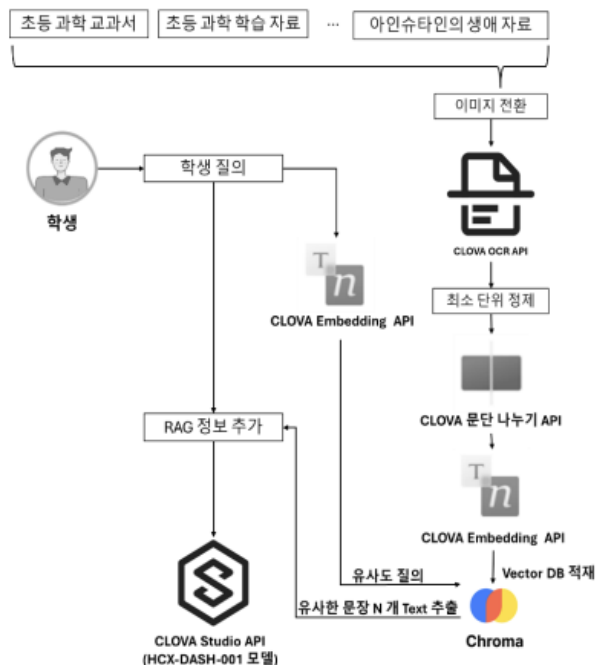 초등 과학 교과서
초등 과학 학습 자료
...
아인슈타인의 생애 자료
이미지 전환
학생 질의
학생
CLOVA OCR API
T
n
CLOVA Embedding API
최소 단위 정제
CLOVA 문단 나누기 API
RAG 정보 추가
T
n
CLOVA Embedding API
유사도 질의
Vector DB 적재
유사한 문장 N 개 Text 추출
Chroma
CLOVA Studio API
(HCX-DASH-001 모델)